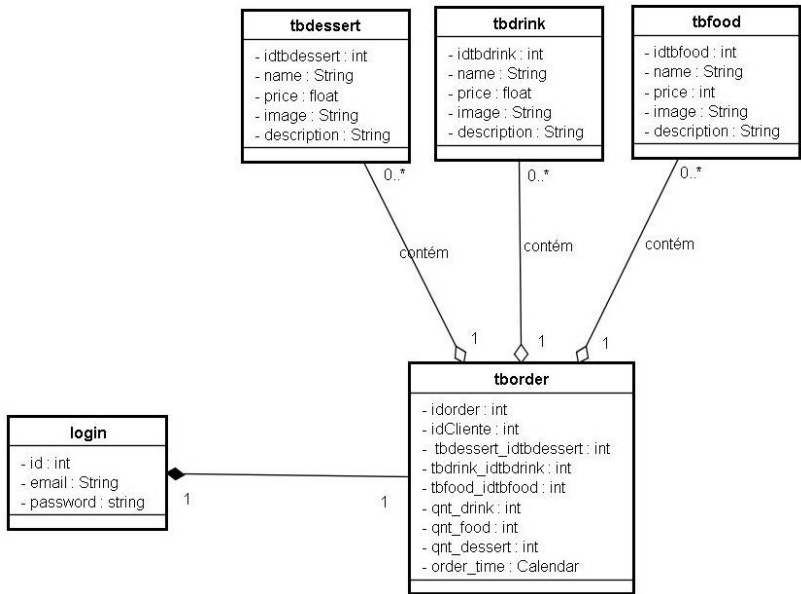 tbdessert
- idtbdessert : int
- name : String
- price : float
- image : String
- description : String
tbdrink
- idtbdrink : int
- name : String
- price : float
- image : String
- description : String
tbfood
- idtbfood : int
- name : String
- price : int
- image : String
- description : String
0..*
0..*
0..*
contém
contém
contém
1
1
1
tborder
- idorder : int
- idCliente : int
- tbdessert_idtbdessert : int
- tbdrink_idtbdrink : int
- tbfood_idtbfood : int
- qnt_drink : int
- qnt_food : int
- qnt_dessert : int
- order_time : Calendar
login
- id : int
- email : String
- password : string
1
1